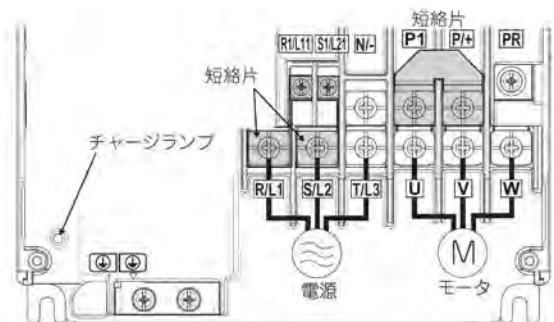 短絡片
R1/L11 S1/L21 N/- P1 P/+ PR
短絡片
チャージランプ
R/L1 S/L2 T/L3 U V W
M
電源 モータ